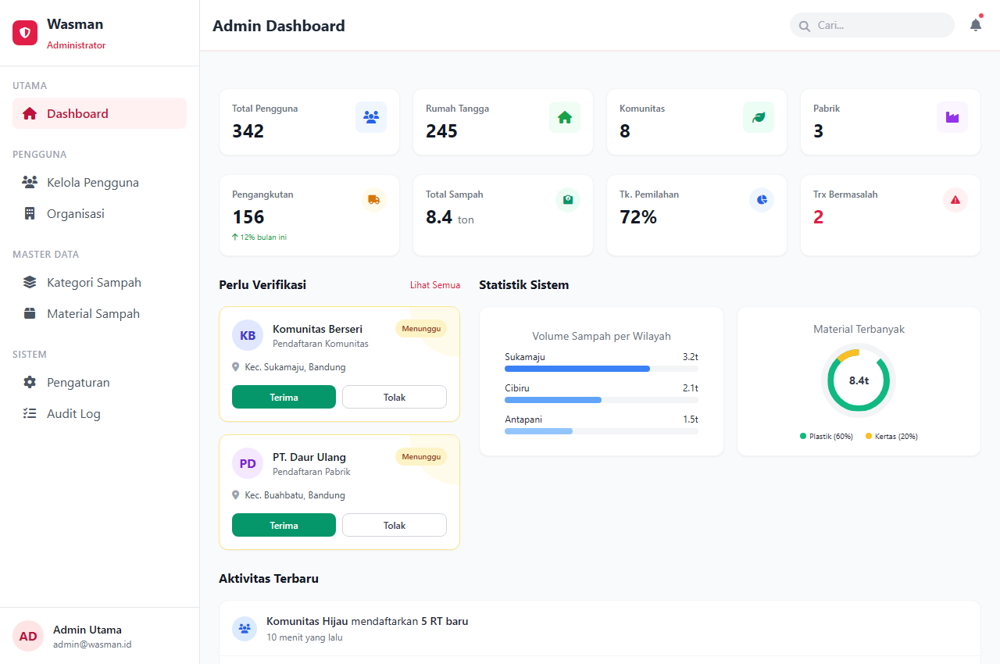 Wasman
Administrator
UTAMA
Dashboard
PENGGUNA
Kelola Pengguna
Organisasi
MASTER DATA
Kategori Sampah
Material Sampah
SISTEM
Pengaturan
Audit Log
AD
Admin Utama
admin@wasman.id
Admin Dashboard
Cari...
Total Pengguna
342
Rumah Tangga
245
Komunitas
8
Pabrik
3
Pengangkutan
156
12% bulan ini
Total Sampah
8.4 ton
Tk. Pemilahan
72%
Trx Bermasalah
2
Perlu Verifikasi
Lihat Semua
KB
Komunitas Berseri
Pendaftaran Komunitas
Menunggu
Kec. Sukamaju, Bandung
Terima
Tolak
PD
PT. Daur Ulang
Pendaftaran Pabrik
Menunggu
Kec. Buahbatu, Bandung
Terima
Tolak
Statistik Sistem
Volume Sampah per Wilayah
Sukamaju 3.2t
Cibiru 2.1t
Antapani 1.5t
Material Terbanyak
8.4t
Plastik (60%) Kertas (20%)
Aktivitas Terbaru
Komunitas Hijau mendaftarkan 5 RT baru
10 menit yang lalu